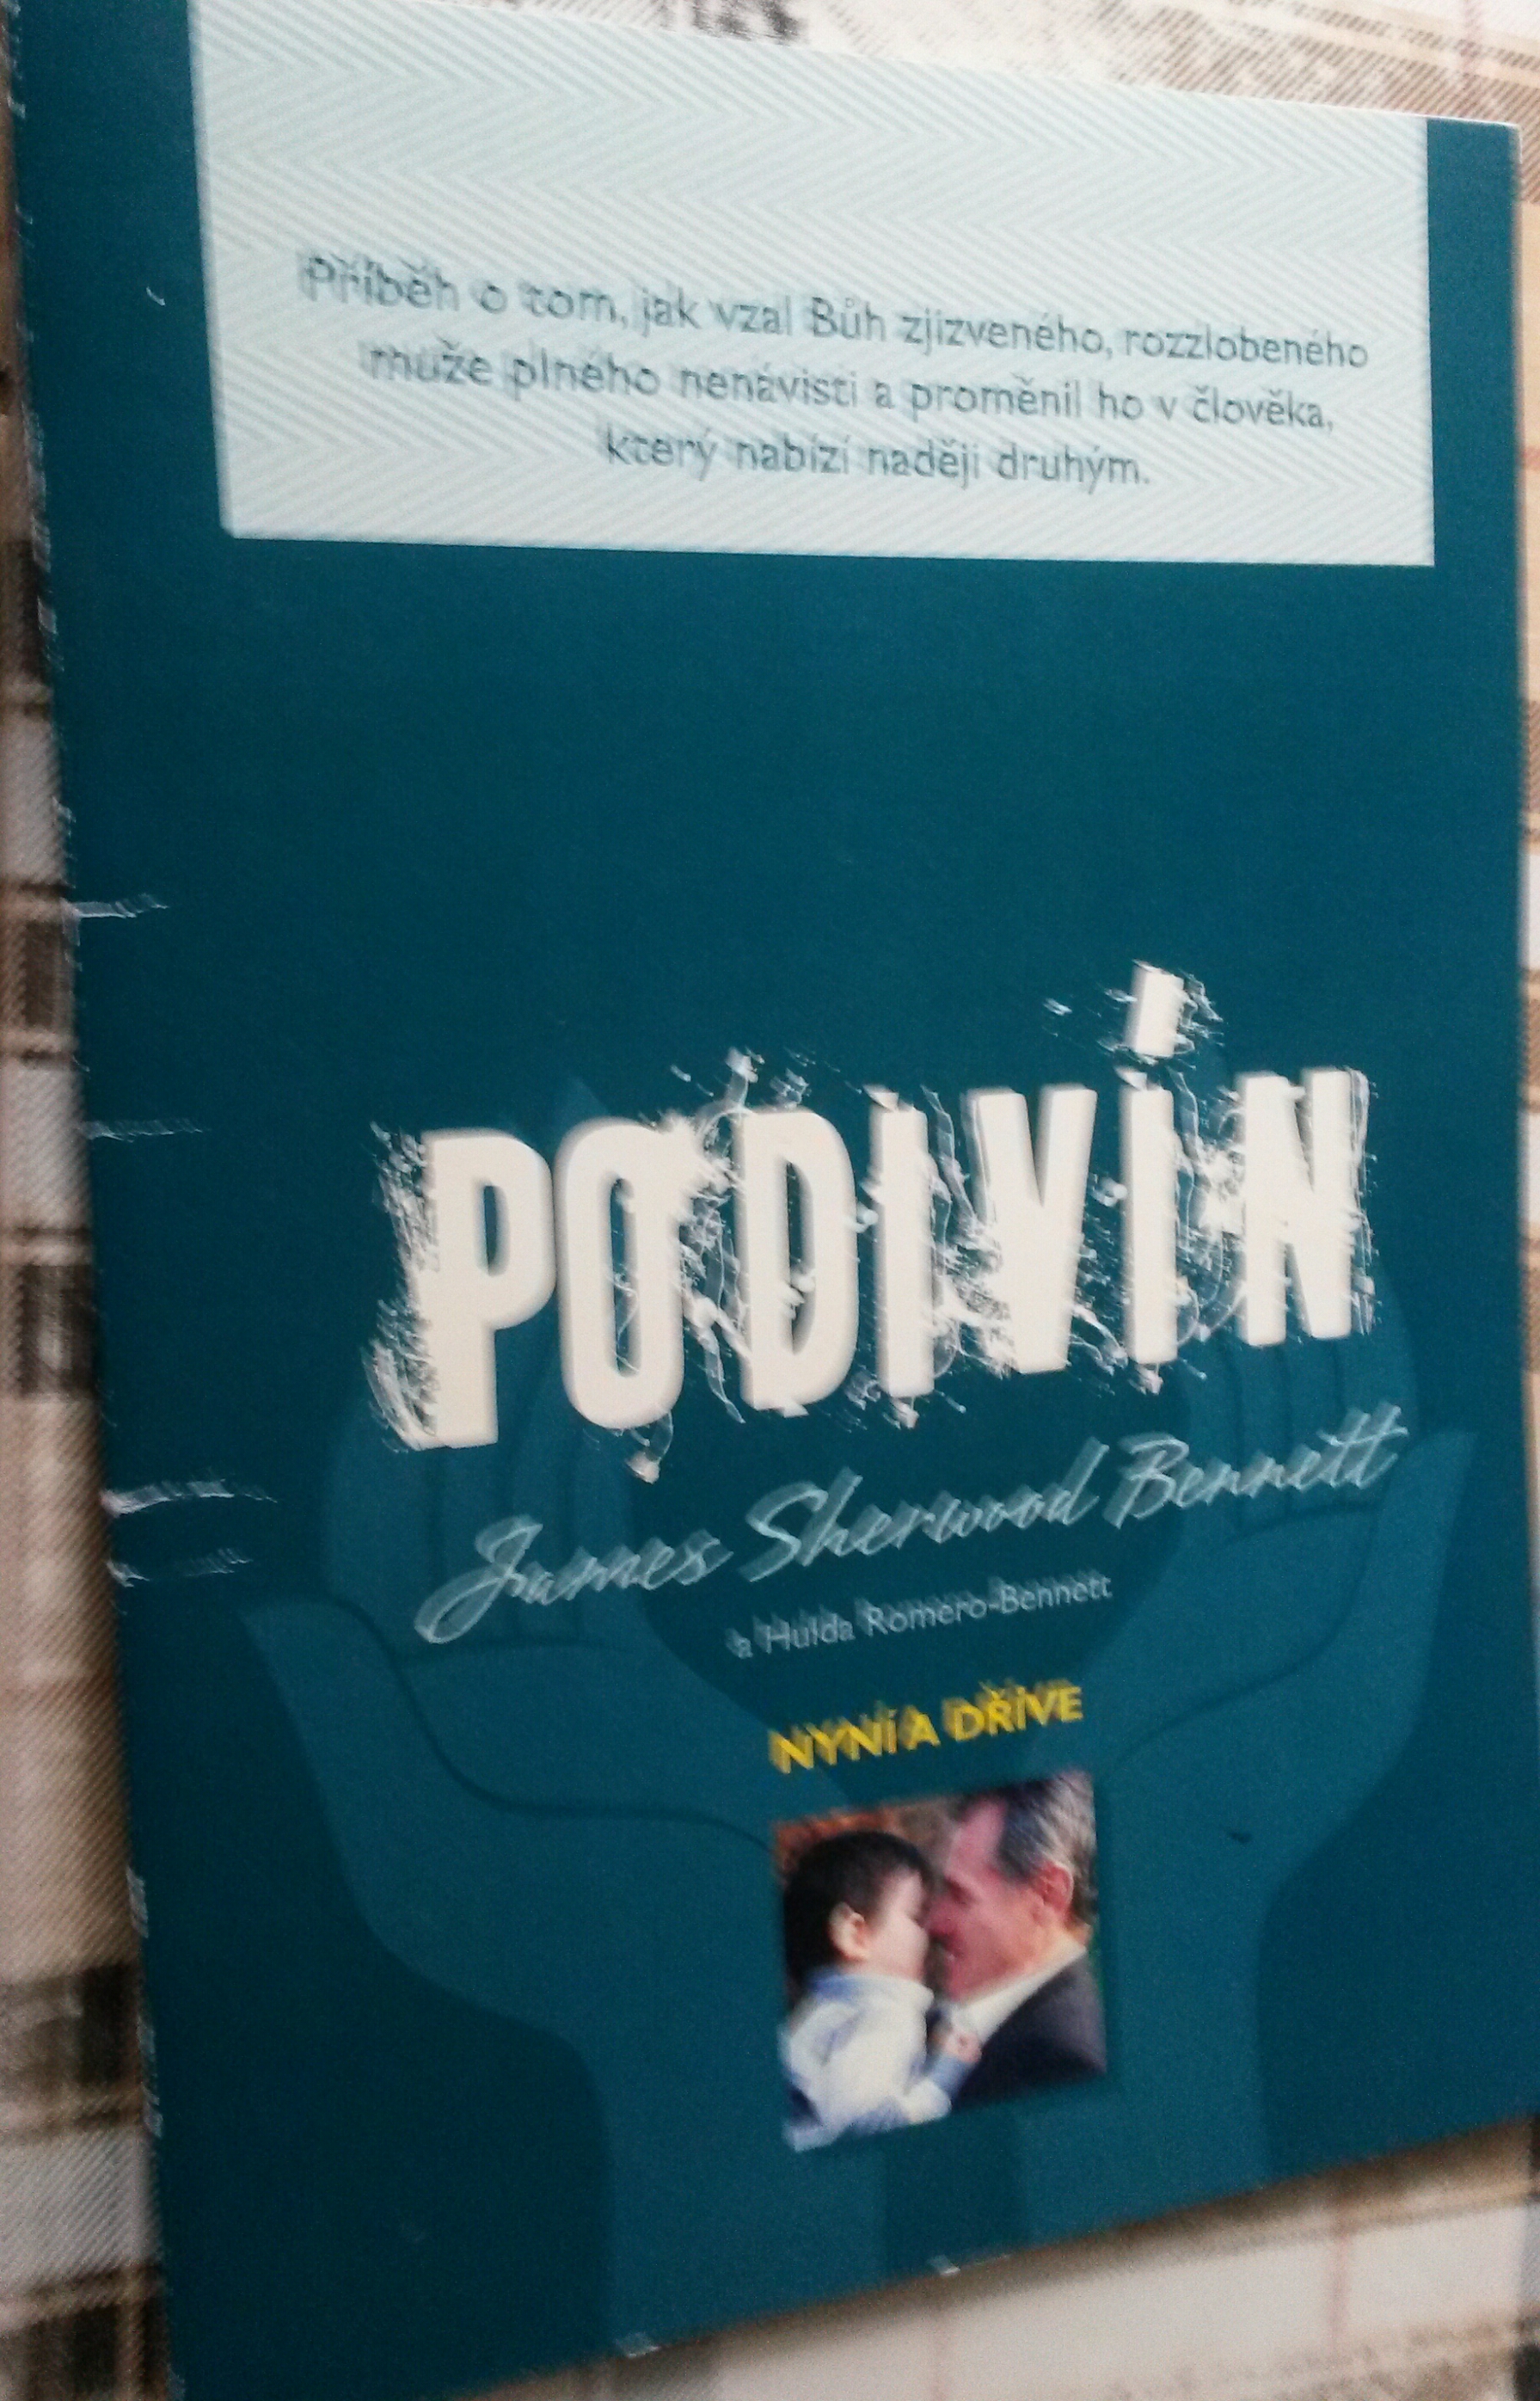 Příběh o tom, jak vzal Bůh zjizveného, rozzlobeného
muže plného nenávisti a proměnil ho v člověka,
který nabízí naději druhým.
PODIVÍN
James Sherwood Bennett
a Hulda Romero-Bennett
NYNÍ A DŘÍVE